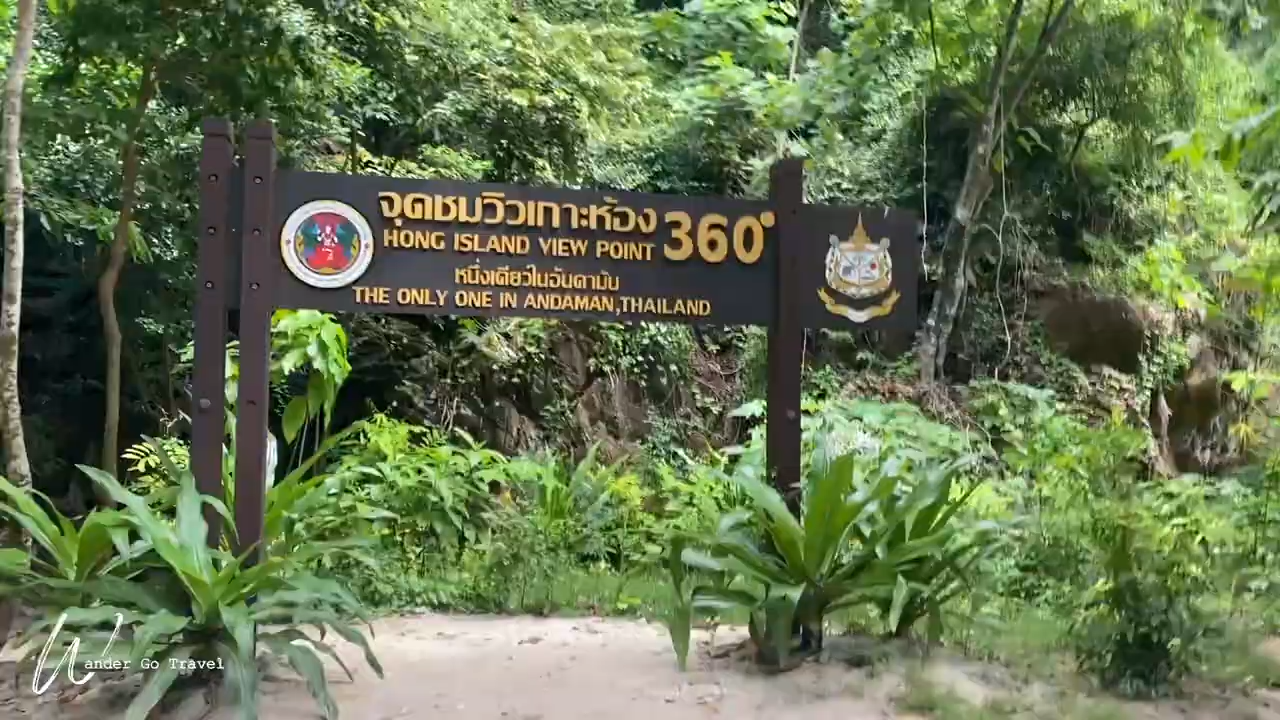 จุดชมวิวเกาะห้อง 360°
HONG ISLAND VIEW POINT
หนึ่งเดียวในอันดามัน
THE ONLY ONE IN ANDAMAN,THAILAND
Wander Go Travel